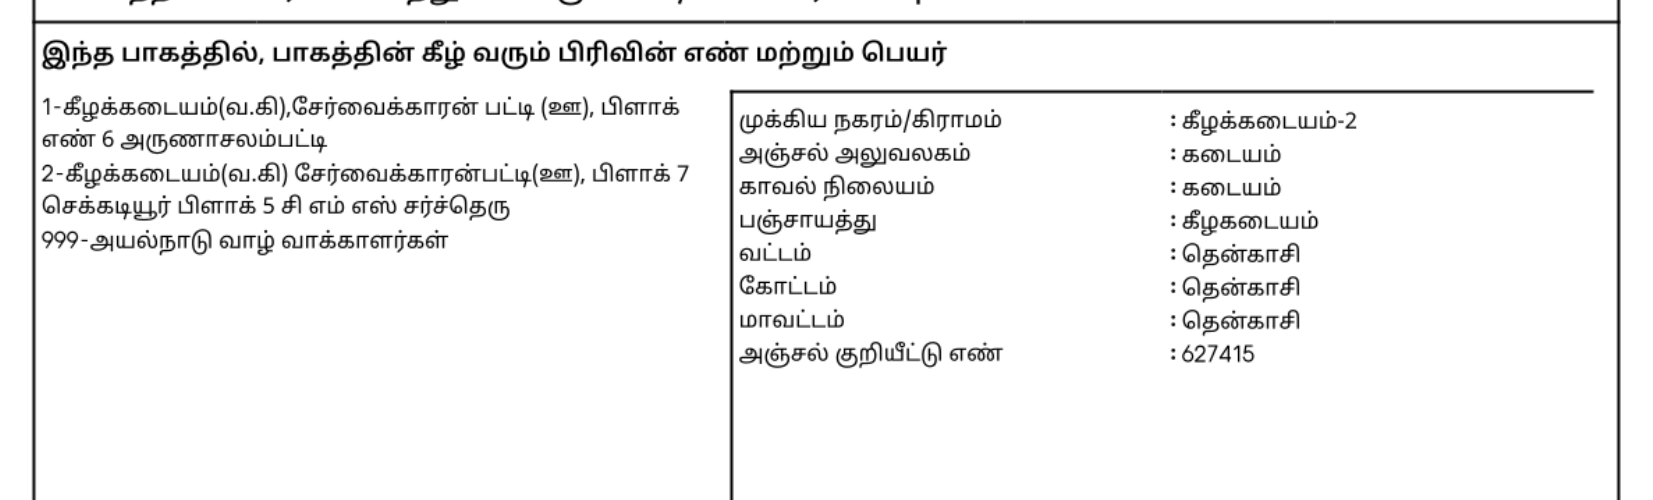 இந்த பாகத்தில், பாகத்தின் கீழ் வரும் பிரிவின் எண் மற்றும் பெயர்
1-கீழக்கடையம்(வ.கி),சேர்வைக்காரன் பட்டி (ஊ), பிளாக்
எண் 6 அருணாசலம்பட்டி
2-கீழக்கடையம்(வ.கி) சேர்வைக்காரன்பட்டி(ஊ), பிளாக் 7
செக்கடியூர் பிளாக் 5 சி எம் எஸ் சர்ச்தெரு
999-அயல்நாடு வாழ் வாக்காளர்கள்
முக்கிய நகரம்/கிராமம் : கீழக்கடையம்-2
அஞ்சல் அலுவலகம் : கடையம்
காவல் நிலையம் : கடையம்
பஞ்சாயத்து : கீழகடையம்
வட்டம் : தென்காசி
கோட்டம் : தென்காசி
மாவட்டம் : தென்காசி
அஞ்சல் குறியீட்டு எண் : 627415